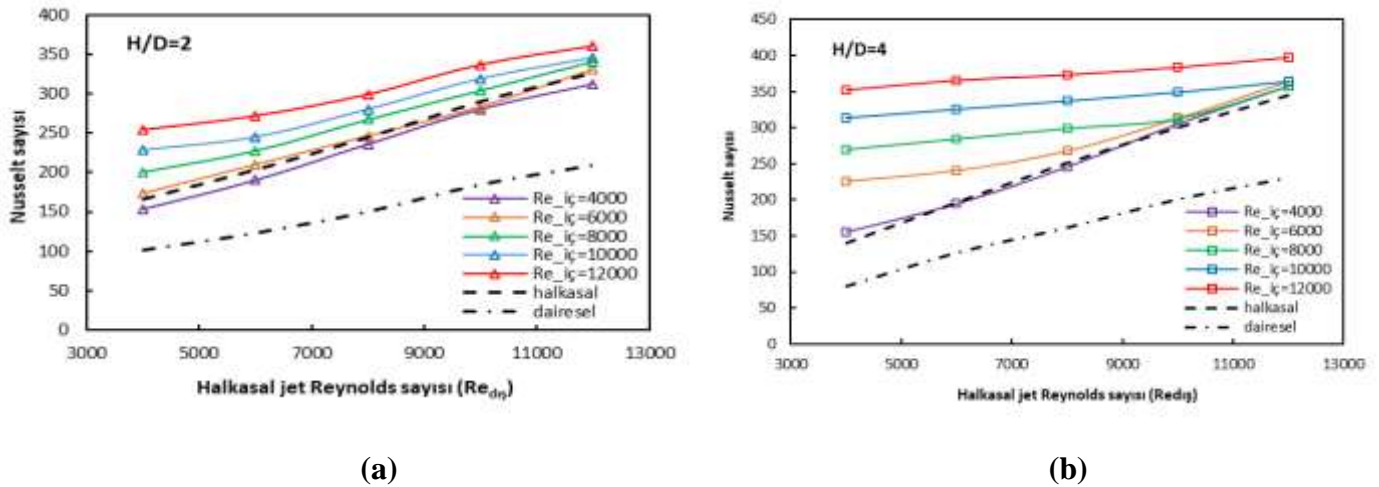 H/D=2
Nusselt sayısı
400
350
300
250
200
150
100
50
0
3000 5000 7000 9000 11000 13000
Halkasal jet Reynolds sayısı (Re_dış)
Re_iç=4000
Re_iç=6000
Re_iç=8000
Re_iç=10000
Re_iç=12000
halkasal
dairesel
(a)
H/D=4
Nusselt sayısı
450
400
350
300
250
200
150
100
50
0
3000 5000 7000 9000 11000 13000
Halkasal jet Reynolds sayısı (Redış)
Re_iç=4000
Re_iç=6000
Re_iç=8000
Re_iç=10000
Re_iç=12000
halkasal
dairesel
(b)